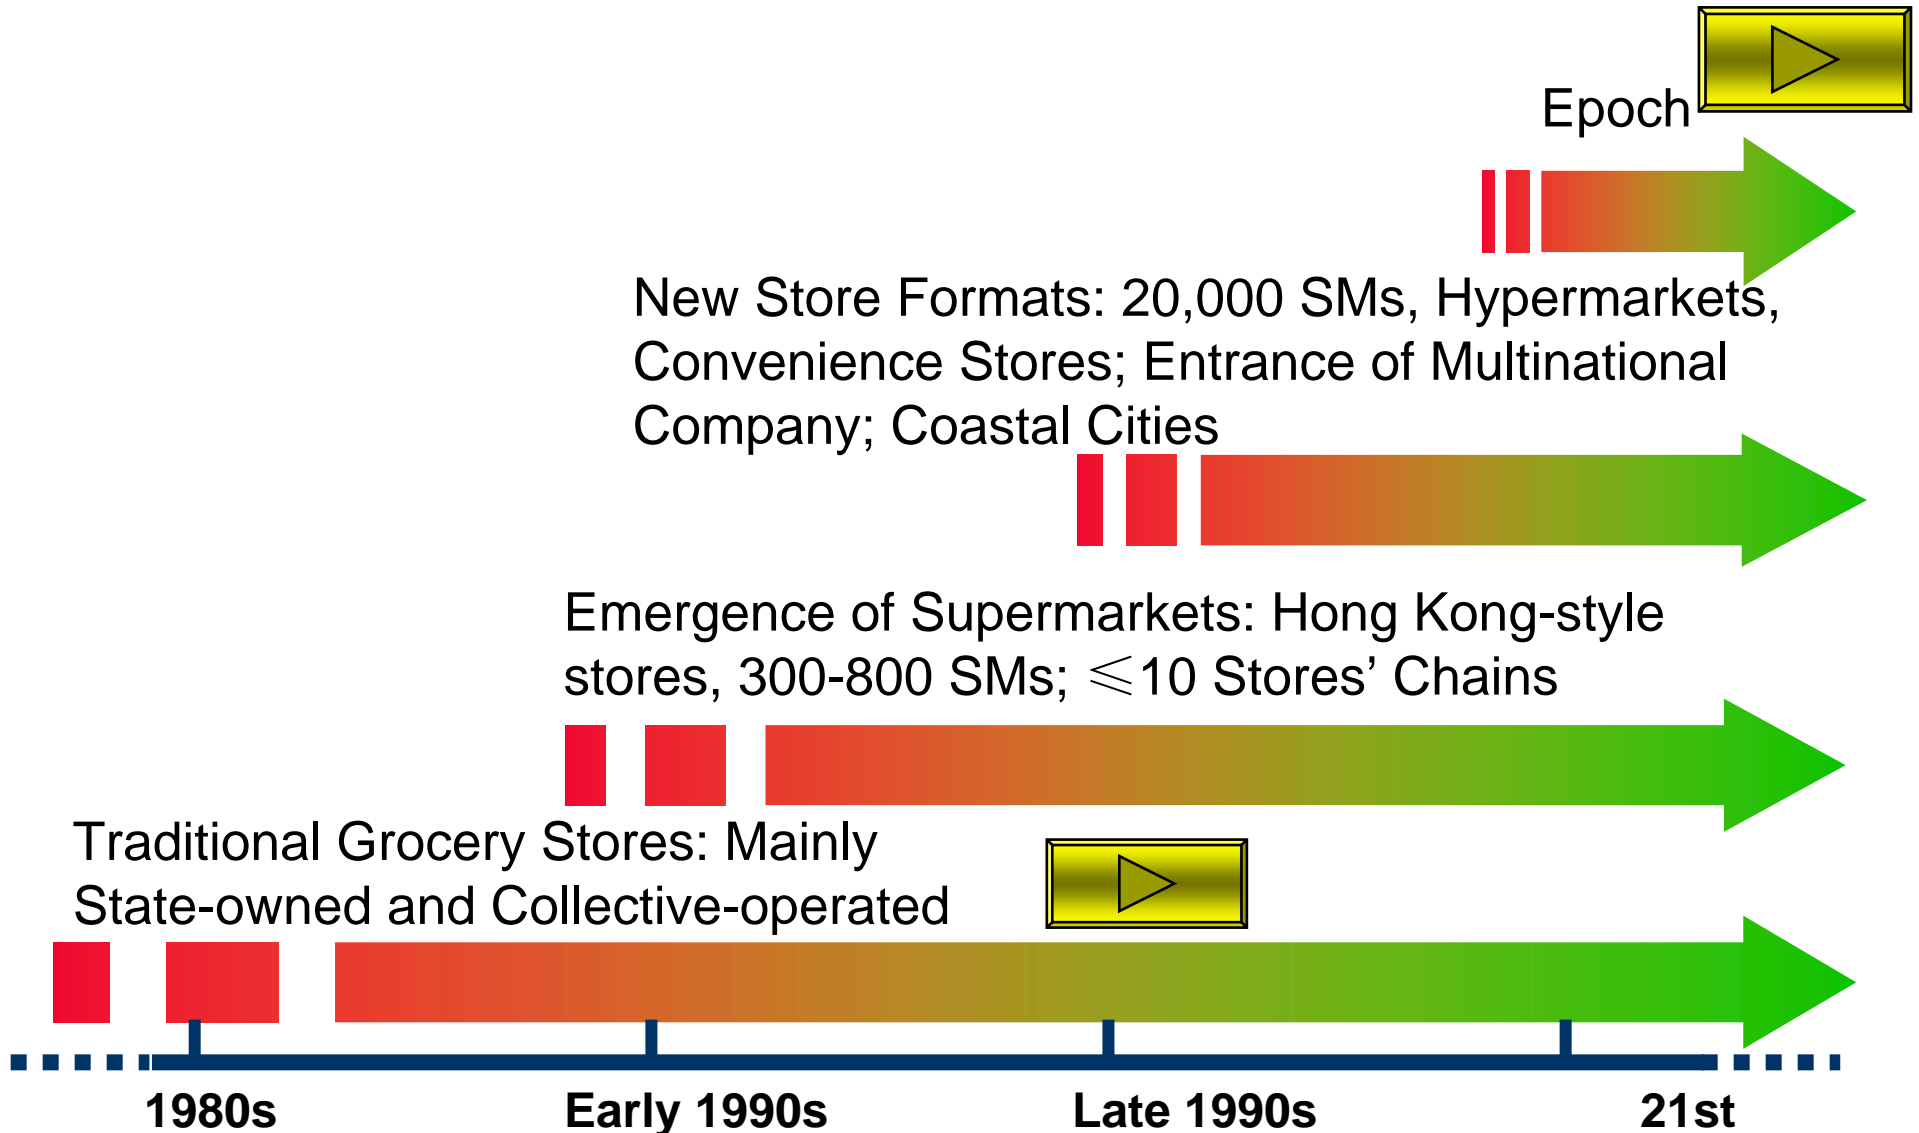 Epoch
New Store Formats: 20,000 SMs, Hypermarkets,
Convenience Stores; Entrance of Multinational
Company; Coastal Cities
Emergence of Supermarkets: Hong Kong-style
stores, 300-800 SMs; ≤10 Stores’ Chains
Traditional Grocery Stores: Mainly
State-owned and Collective-operated
1980s Early 1990s Late 1990s 21st